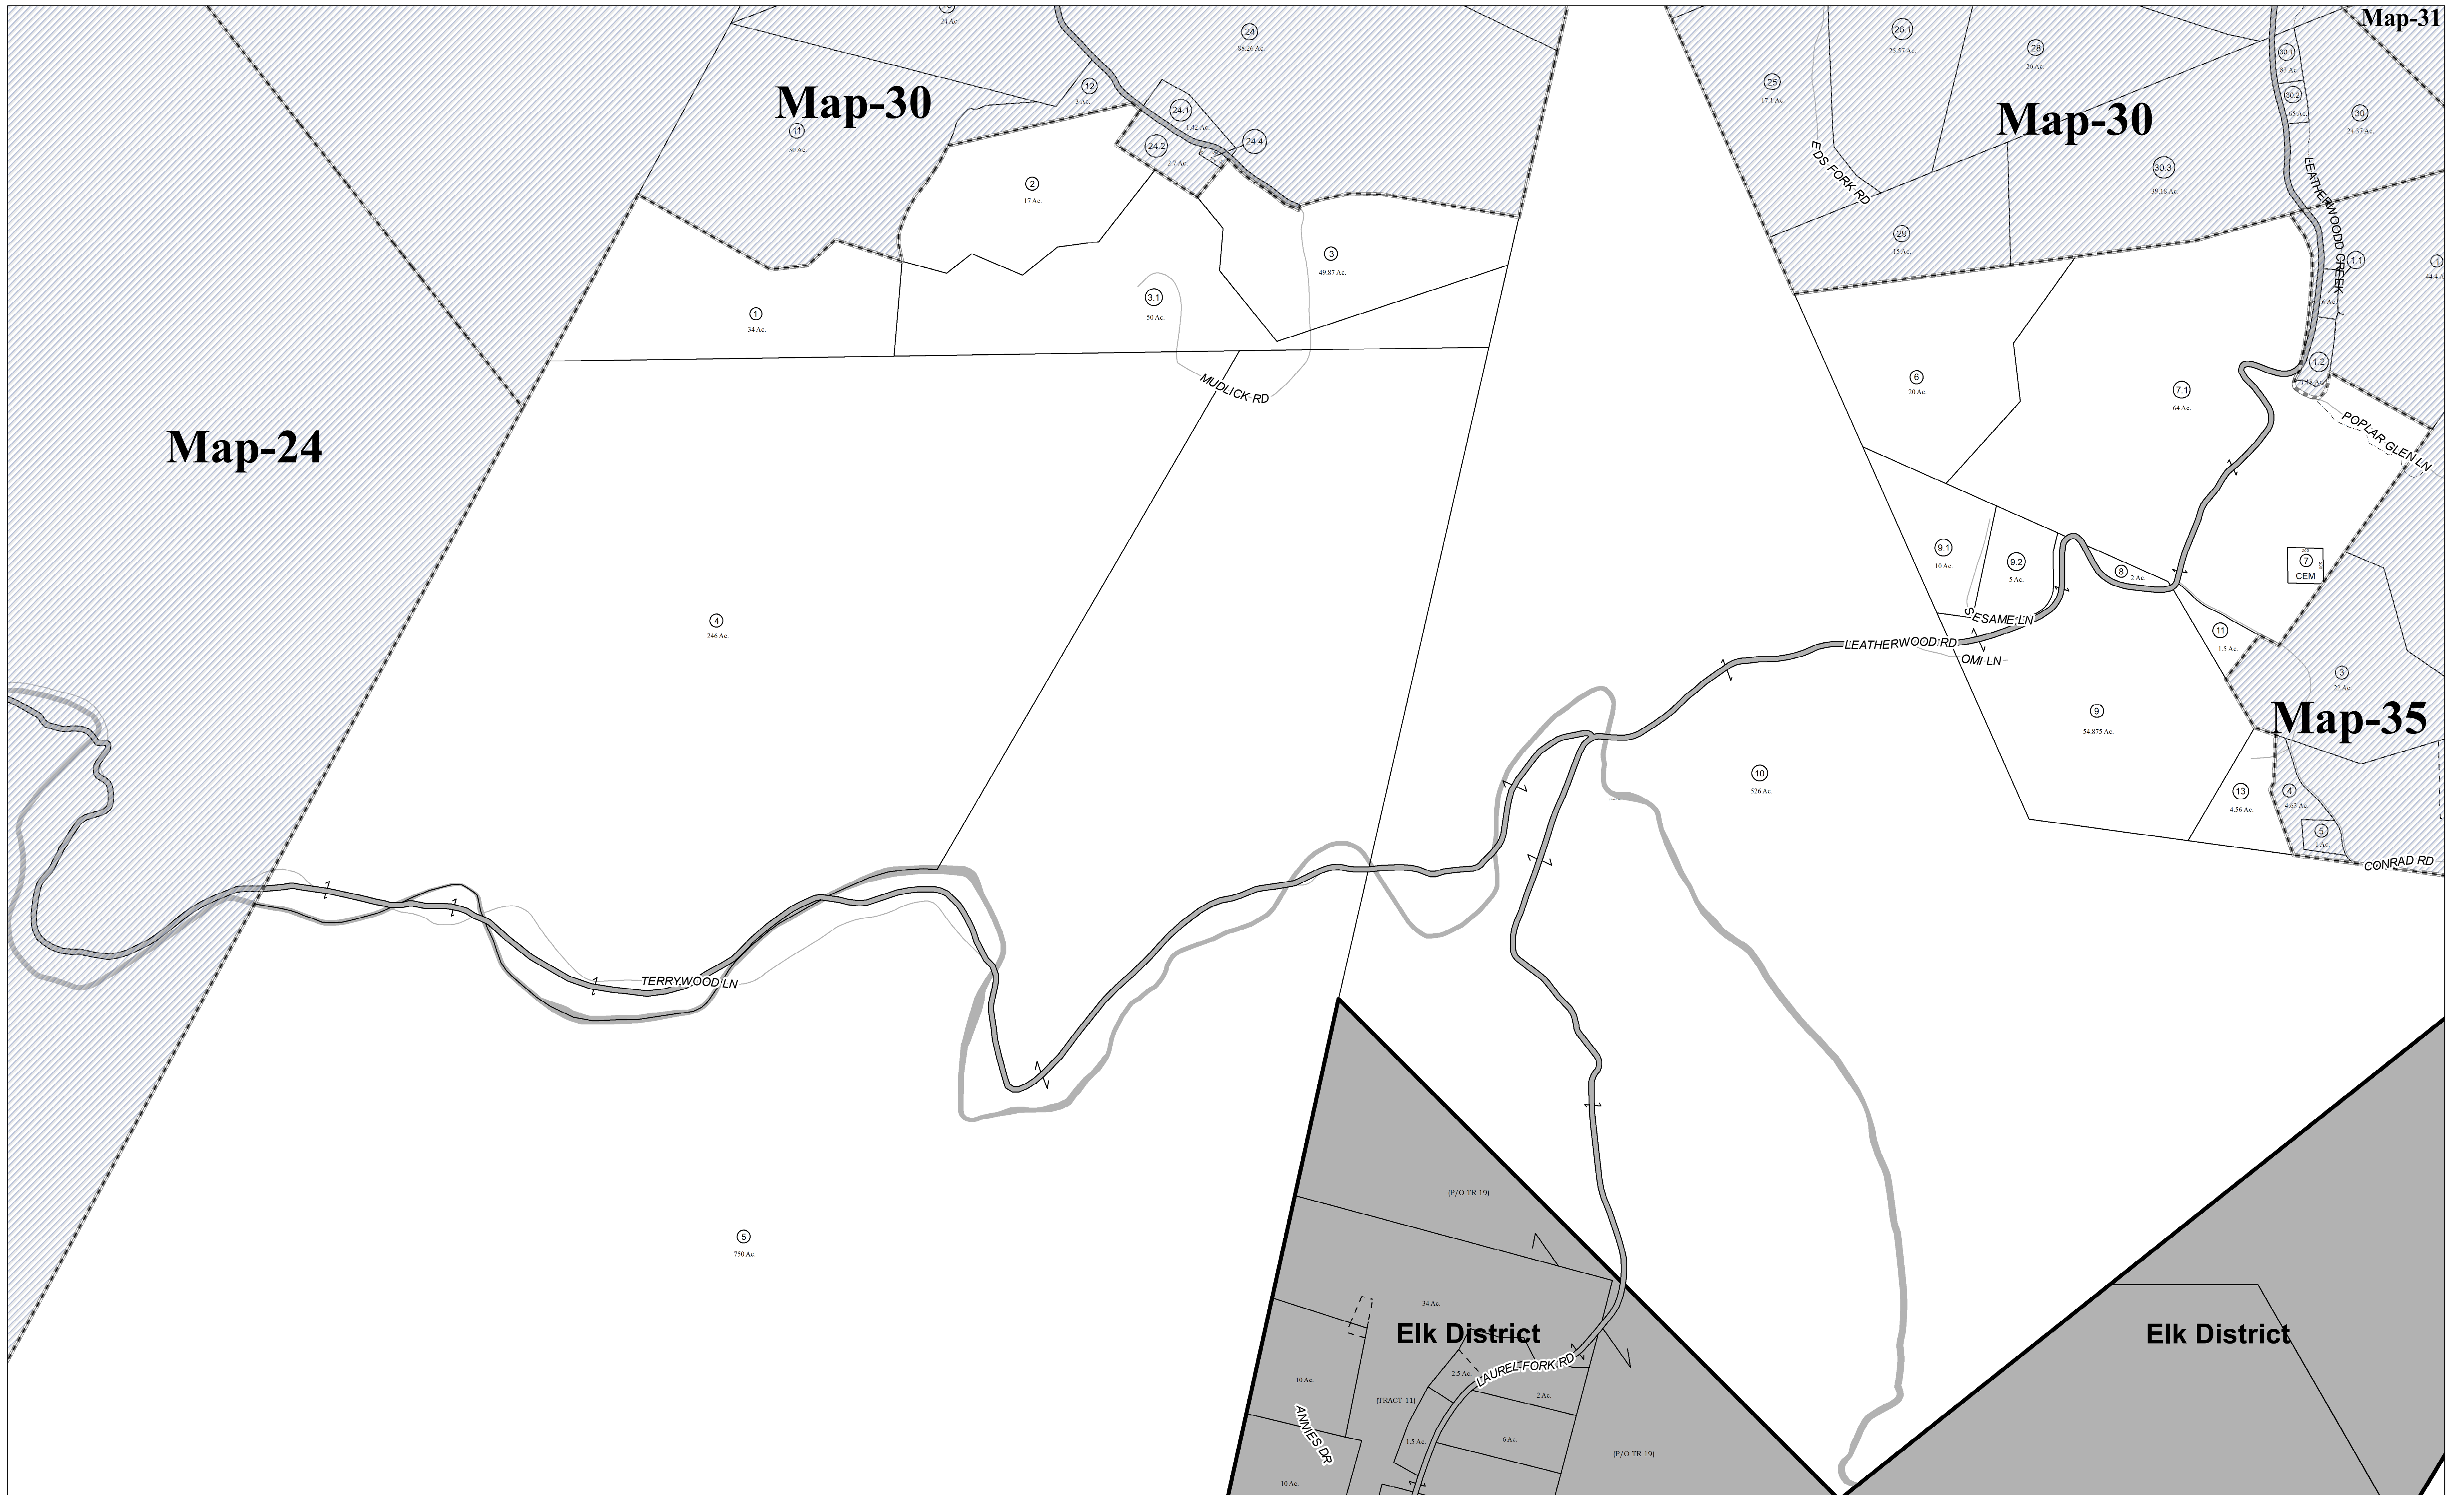 24 Ac.
24
88.26 Ac.
Map-30
11
12
3 Ac.
24.1
1.42 Ac.
24.4
24.2
2.7 Ac.
2
17 Ac.
3
49.87 Ac.
3.1
50 Ac.
1
34 Ac.
MUDLICK RD
Map-24
4
246 Ac.
TERRYWOOD LN
5
750 Ac.
Map-31
26.1
25.57 Ac.
28
20 Ac.
25
17.1 Ac.
Map-30
30.1
30.2
30
24.37 Ac.
30.3
39.18 Ac.
EDS FORK RD
LEATHERWOOD CREEK
29
15 Ac.
1.1
1
1.2
6
20 Ac.
7.1
64 Ac.
POPLAR GLEN LN
9.1
10 Ac.
9.2
5 Ac.
8
2 Ac.
7
CEM
SESAME LN
11
1.5 Ac.
LEATHERWOOD RD
OMI LN
3
22 Ac.
9
54.875 Ac.
Map-35
10
526 Ac.
13
4.56 Ac.
4
4.63 Ac.
5
1 Ac.
CONRAD RD
(P/O TR 19)
34 Ac.
Elk District
Elk District
LAUREL FORK RD
10 Ac.
2.5 Ac.
2 Ac.
(TRACT 11)
ANNIES DR
1.5 Ac.
6 Ac.
(P/O TR 19)
10 Ac.